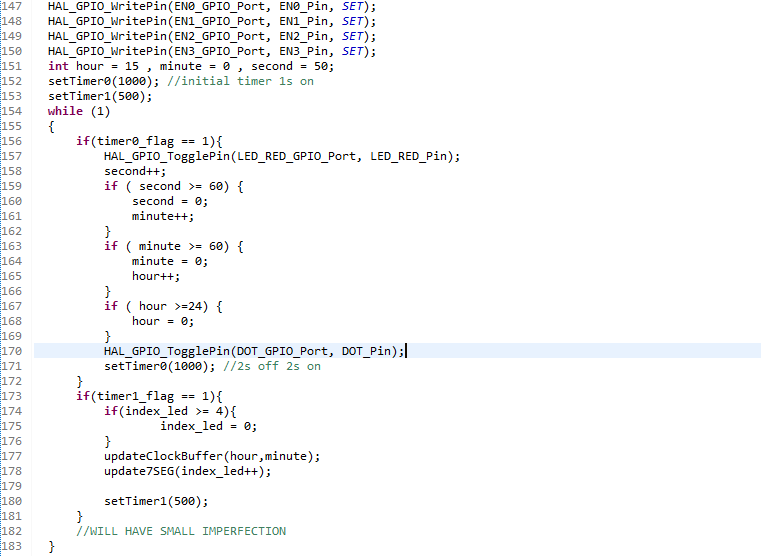 147 HAL_GPIO_WritePin(EN0_GPIO_Port, EN0_Pin, SET);
148 HAL_GPIO_WritePin(EN1_GPIO_Port, EN1_Pin, SET);
149 HAL_GPIO_WritePin(EN2_GPIO_Port, EN2_Pin, SET);
150 HAL_GPIO_WritePin(EN3_GPIO_Port, EN3_Pin, SET);
151 int hour = 15 , minute = 0 , second = 50;
152 setTimer0(1000); //initial timer 1s on
153 setTimer1(500);
154 while (1)
155 {
156     if(timer0_flag == 1){
157         HAL_GPIO_TogglePin(LED_RED_GPIO_Port, LED_RED_Pin);
158         second++;
159         if ( second >= 60) {
160             second = 0;
161             minute++;
162         }
163         if ( minute >= 60) {
164             minute = 0;
165             hour++;
166         }
167         if ( hour >=24) {
168             hour = 0;
169         }
170         HAL_GPIO_TogglePin(DOT_GPIO_Port, DOT_Pin);
171         setTimer0(1000); //2s off 2s on
172     }
173     if(timer1_flag == 1){
174         if(index_led >= 4){
175                 index_led = 0;
176         }
177         updateClockBuffer(hour,minute);
178         update7SEG(index_led++);
179
180         setTimer1(500);
181     }
182     //WILL HAVE SMALL IMPERFECTION
183 }